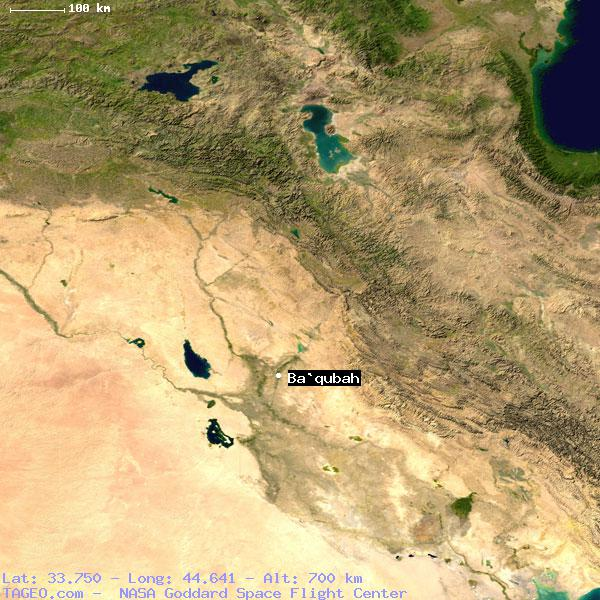 100 km
Ba`qubah
Lat: 33.750 - Long: 44.641 - Alt: 700 km
TAGEO.com - NASA Goddard Space Flight Center